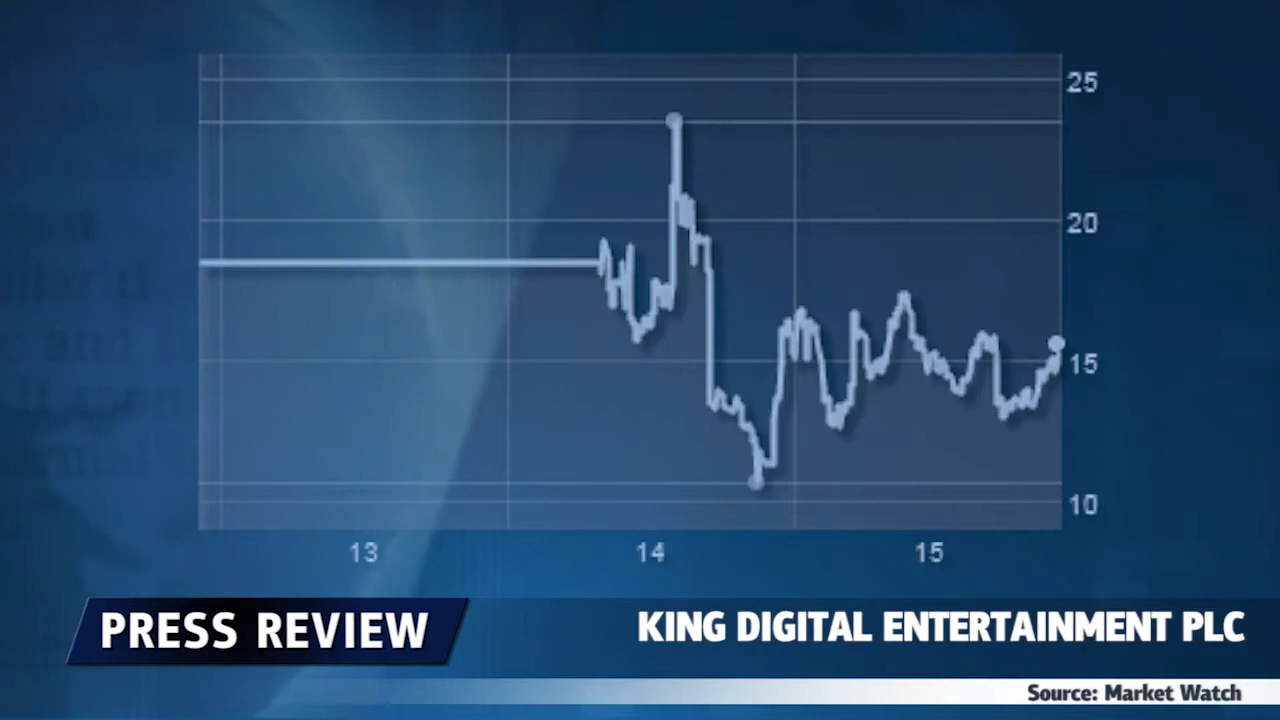 25
20
15
10
13 14 15
PRESS REVIEW
KING DIGITAL ENTERTAINMENT PLC
Source: Market Watch